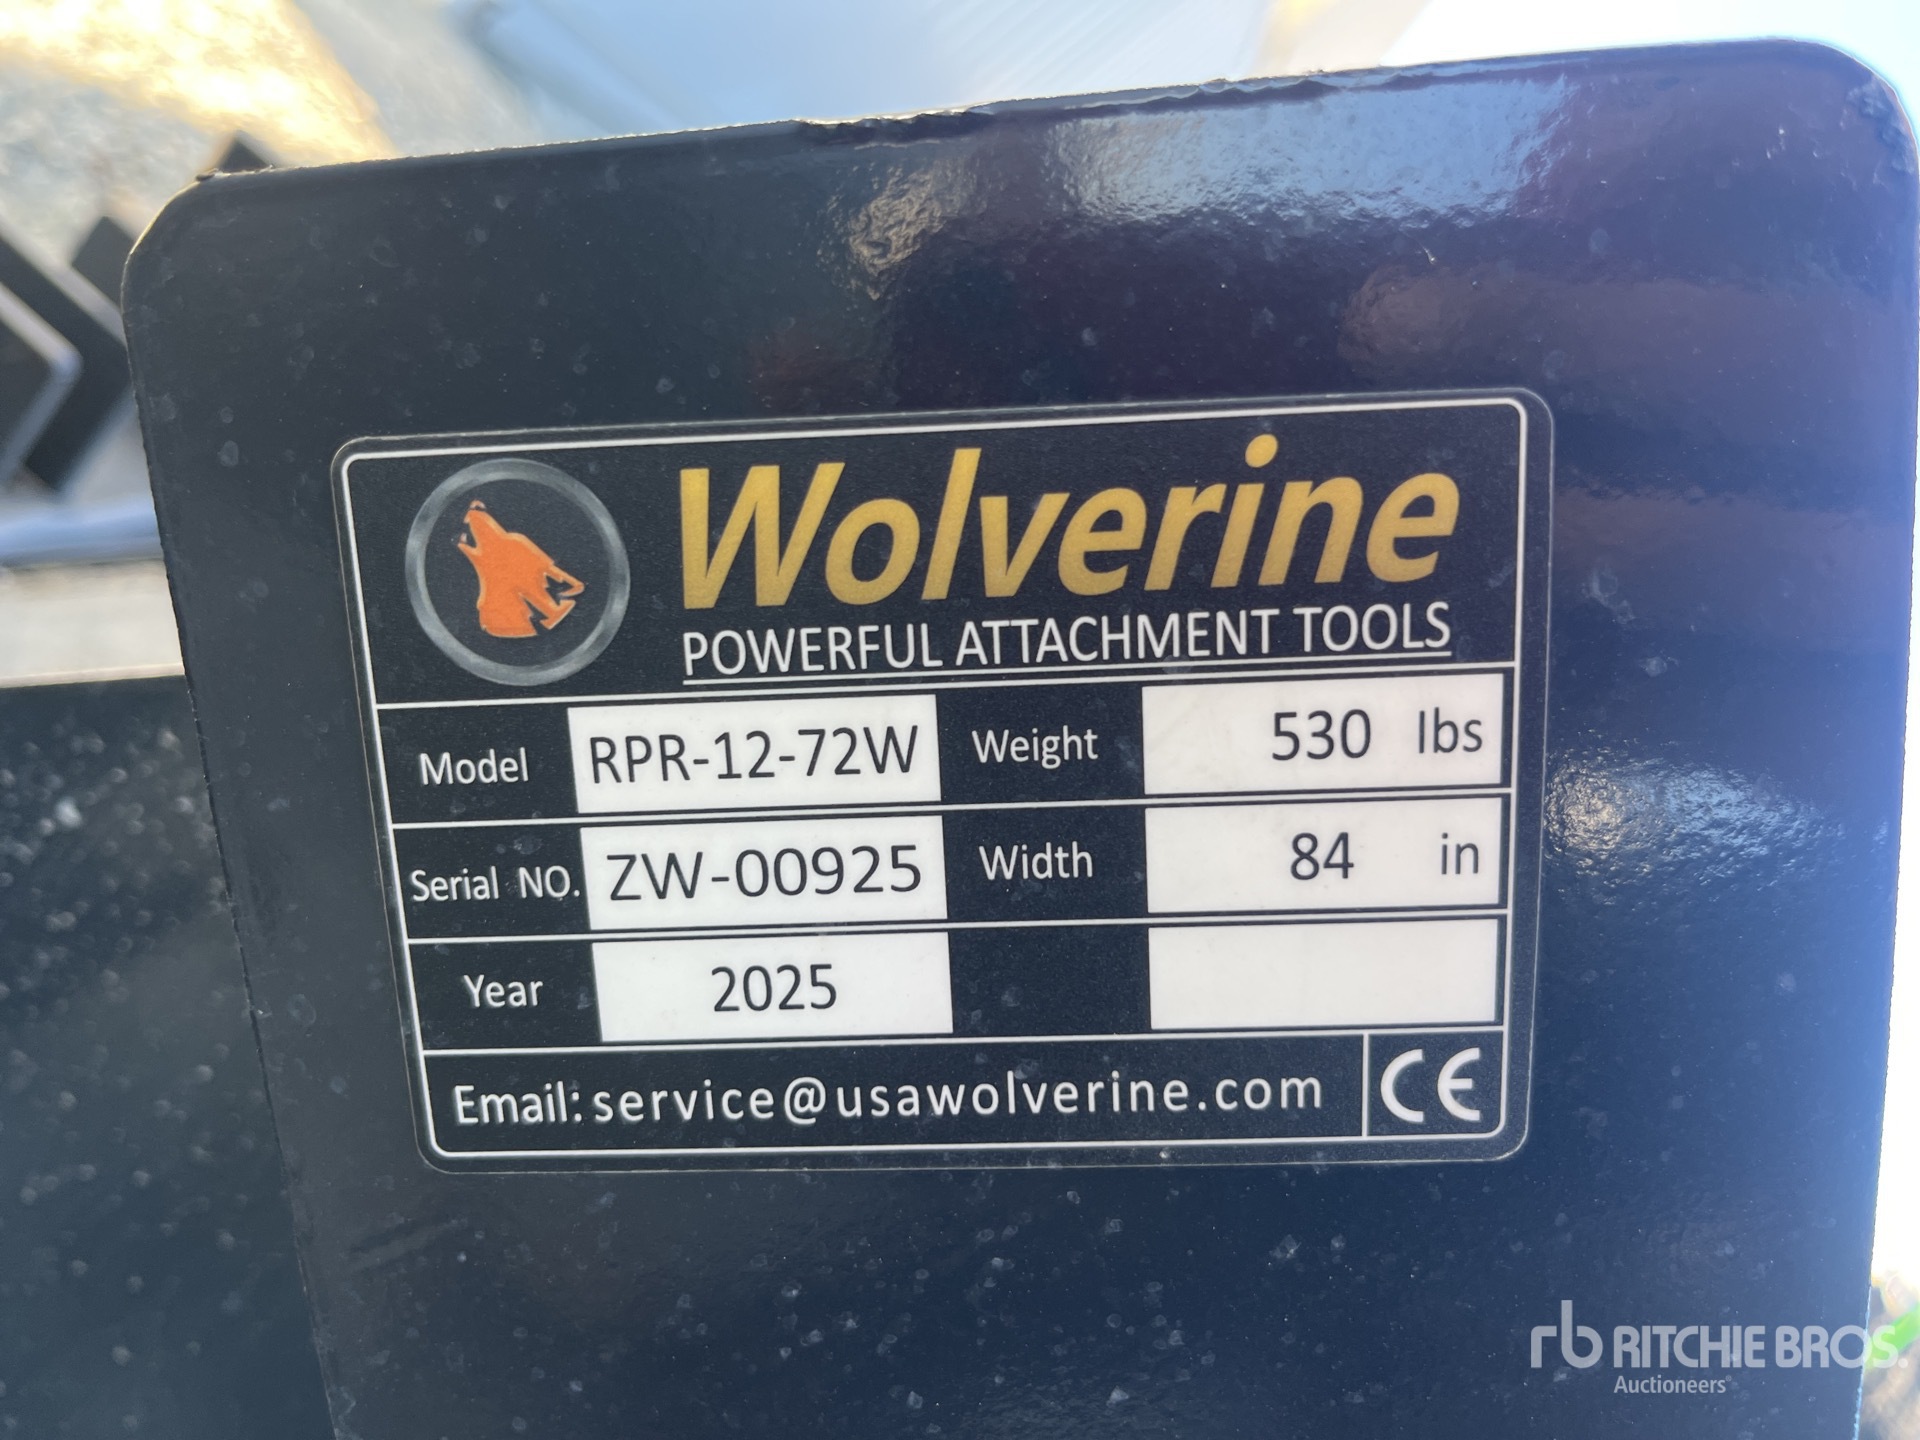 Wolverine
POWERFUL ATTACHMENT TOOLS
Model RPR-12-72W Weight 530 lbs
Serial NO. ZW-00925 Width 84 in
Year 2025
Email: service@usawolverine.com CE
rb RITCHIE BROS.
Auctioneers